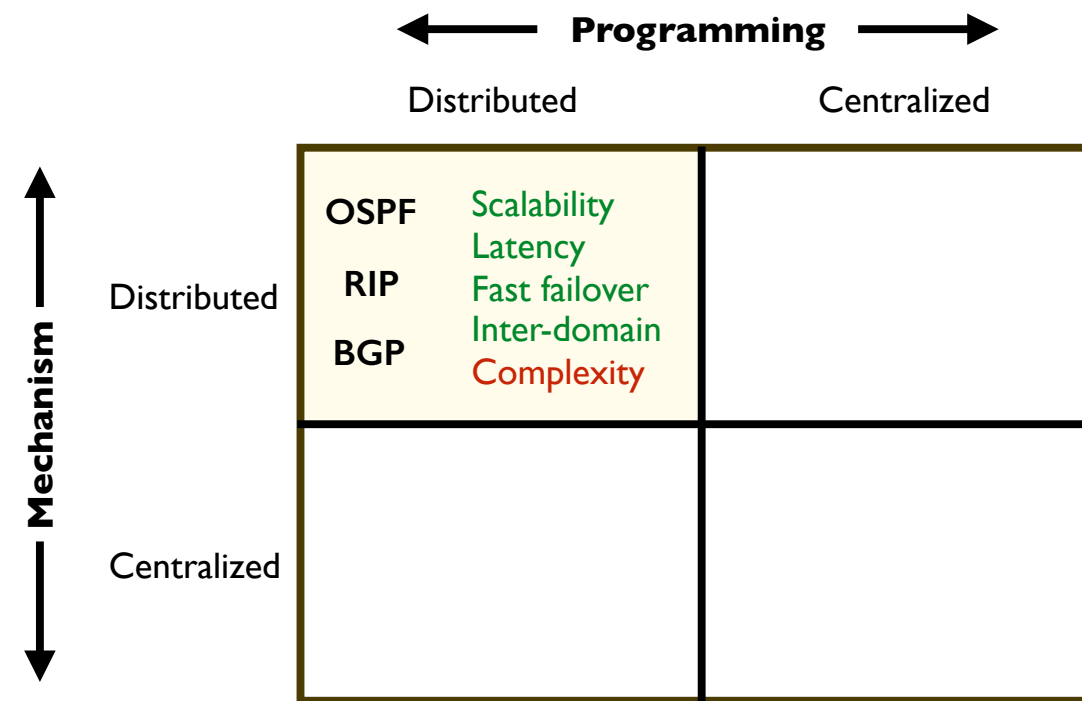 Programming
Distributed
Centralized
Mechanism
Distributed
OSPF
RIP
BGP
Scalability
Latency
Fast failover
Inter-domain
Complexity
Centralized